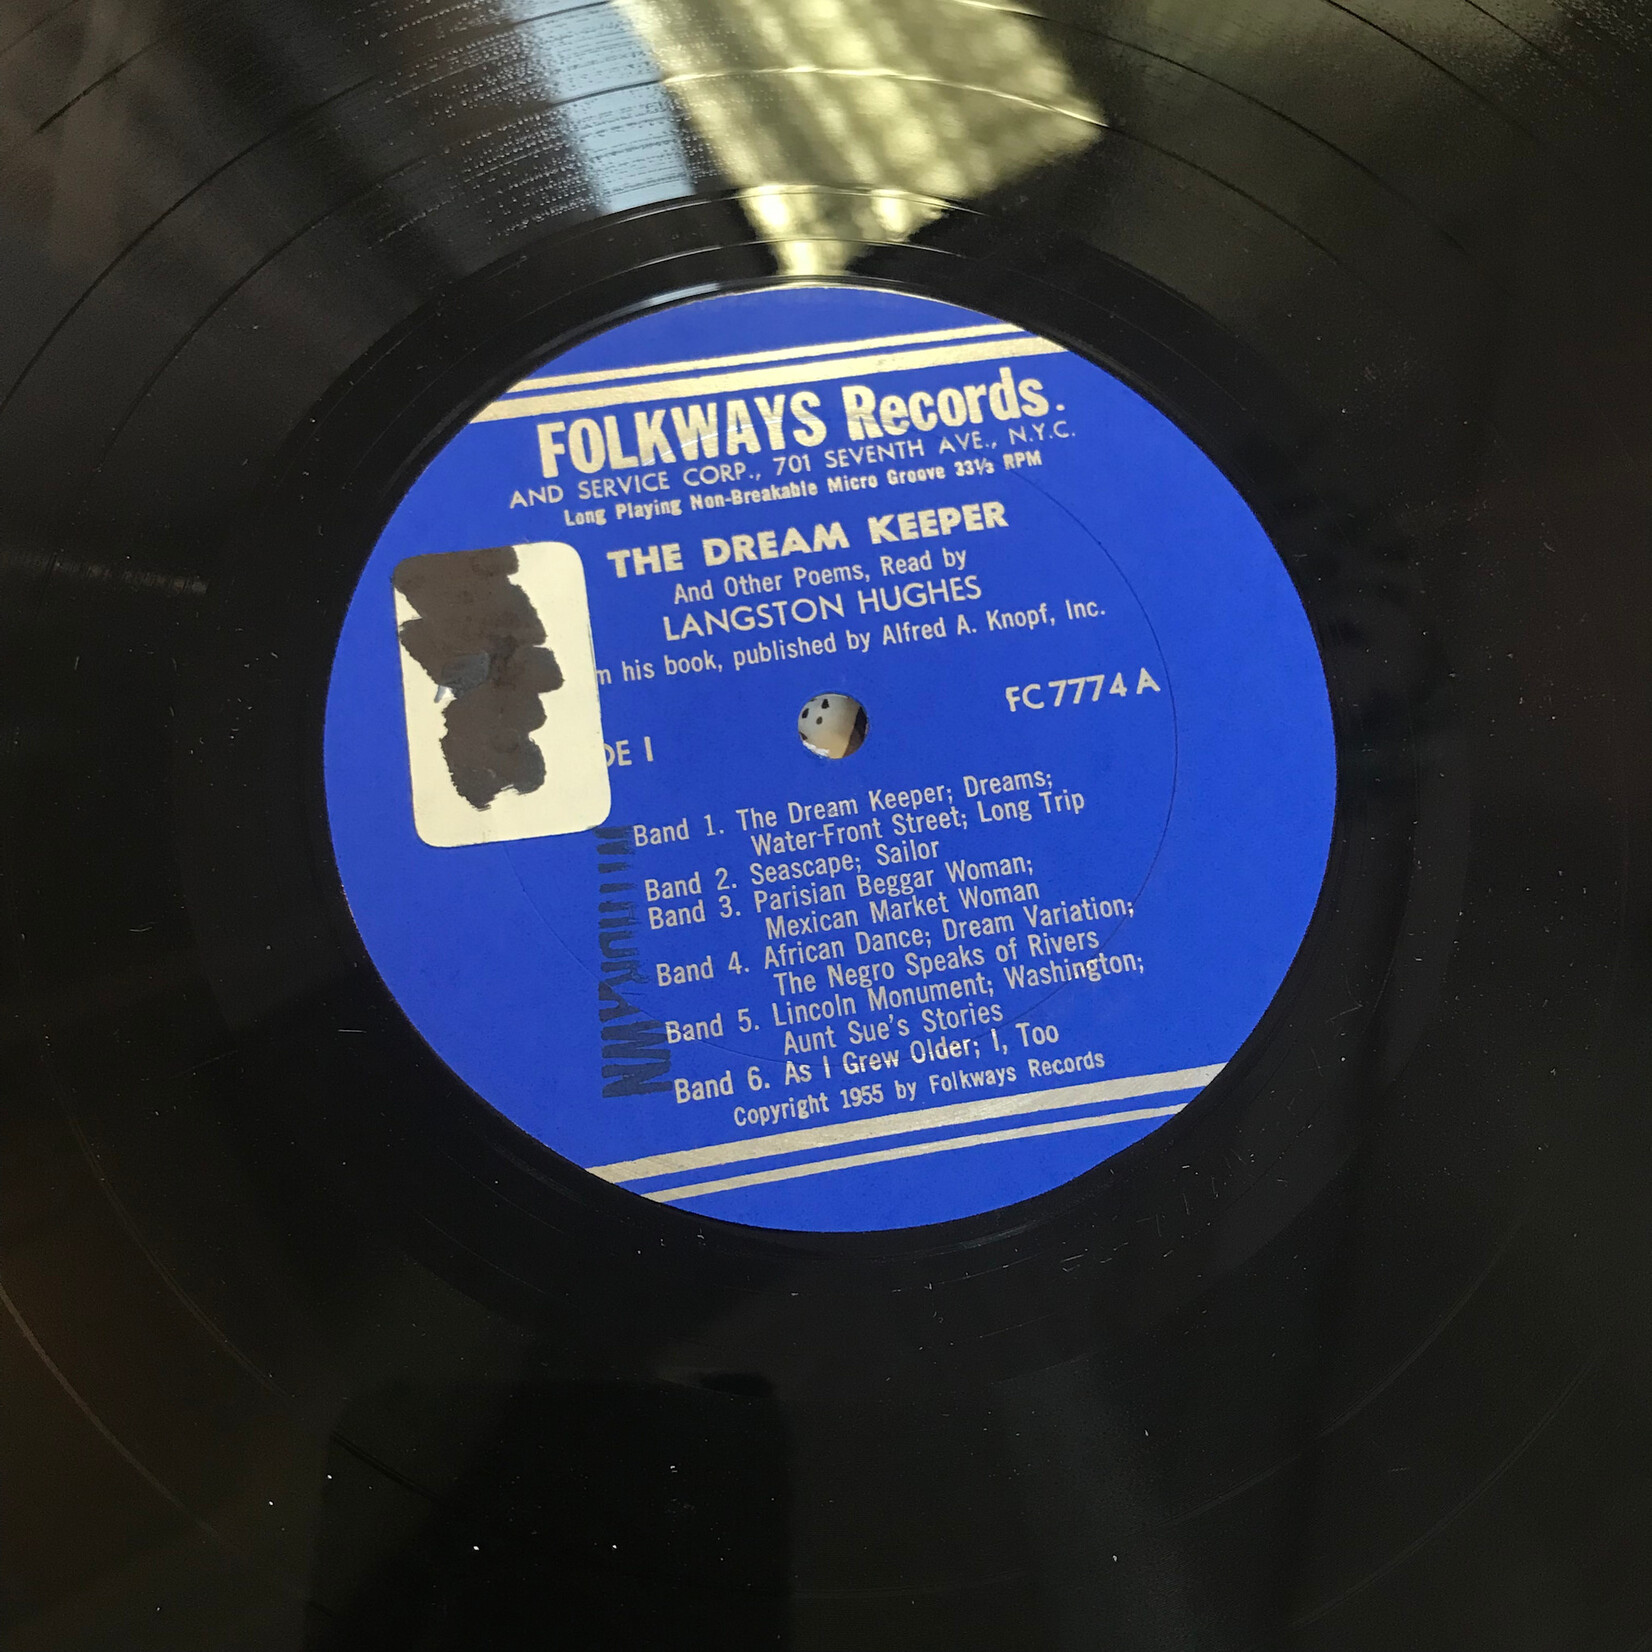 FOLKWAYS Records.
AND SERVICE CORP., 701 SEVENTH AVE., N.Y.C.
Long Playing Non-Breakable Micro Groove 33⅓ RPM
THE DREAM KEEPER
And Other Poems, Read by
LANGSTON HUGHES
m his book, published by Alfred A. Knopf, Inc.
FC 7774 A
DE 1
Band 1. The Dream Keeper; Dreams;
Water-Front Street; Long Trip
Band 2. Seascape; Sailor
Band 3. Parisian Beggar Woman;
Mexican Market Woman
Band 4. African Dance; Dream Variation;
The Negro Speaks of Rivers
Band 5. Lincoln Monument; Washington;
Aunt Sue's Stories
Band 6. As I Grew Older; I, Too
Copyright 1955 by Folkways Records